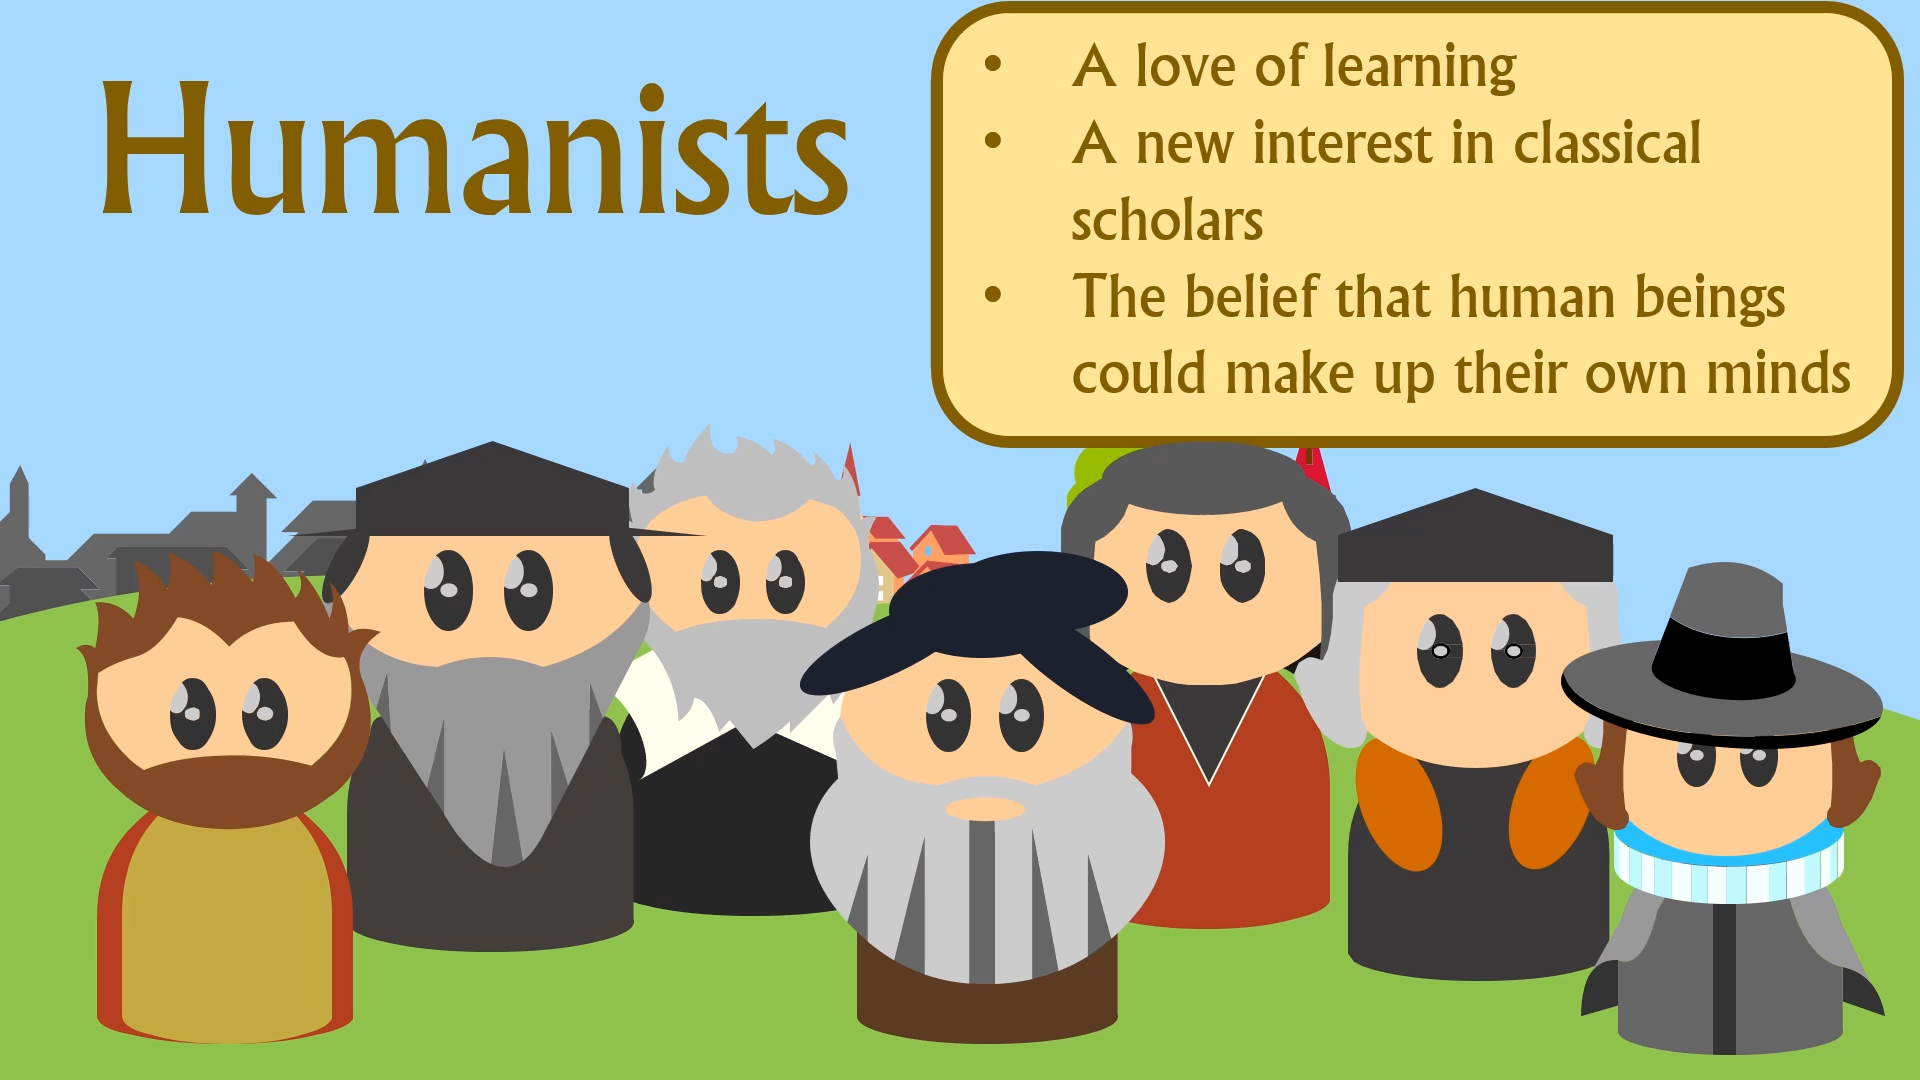 Humanists
• A love of learning
• A new interest in classical
scholars
• The belief that human beings
could make up their own minds